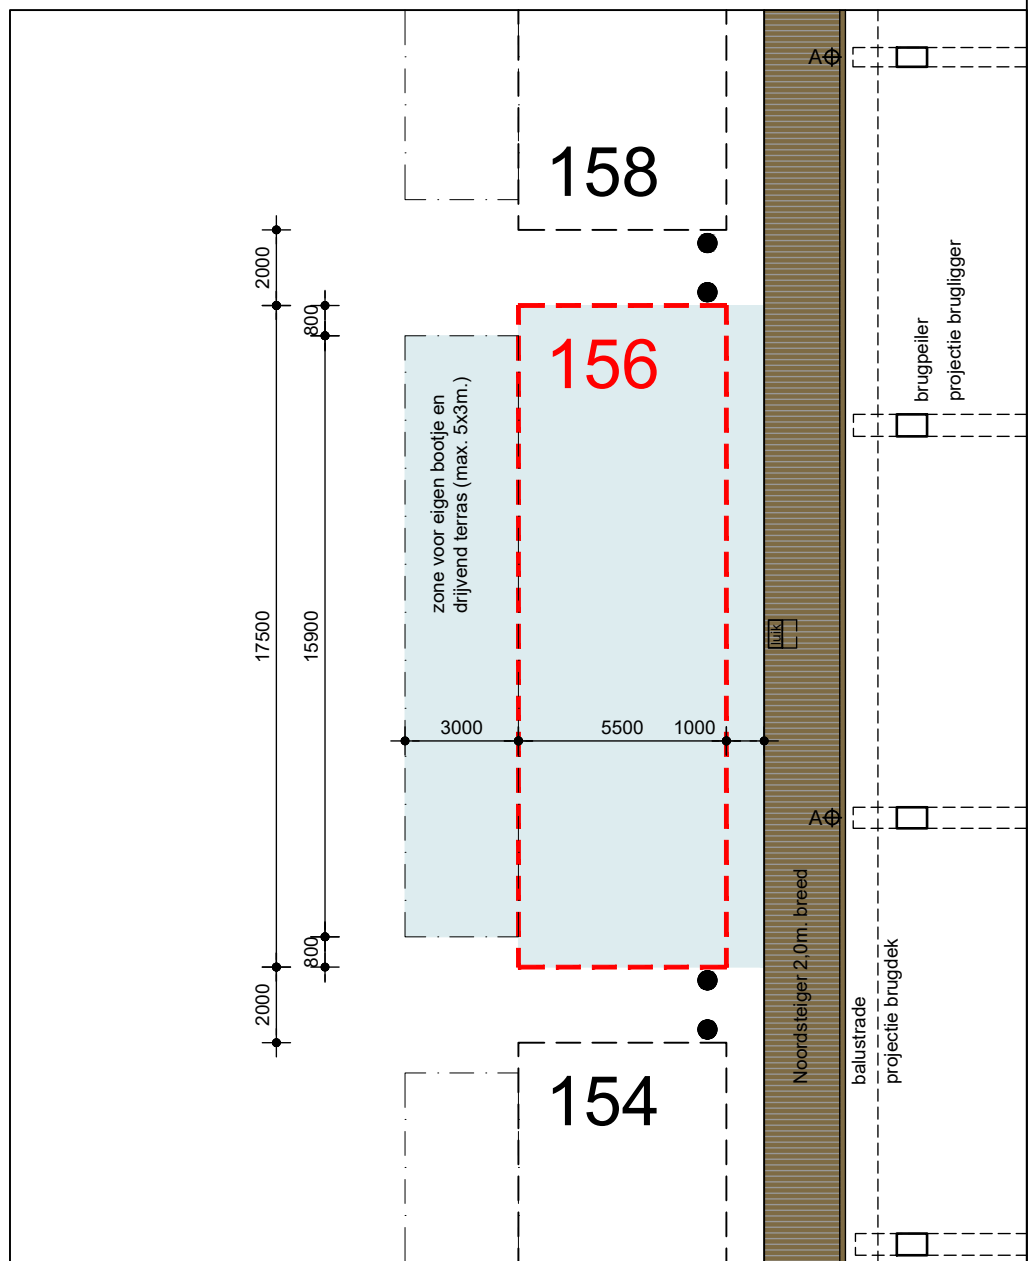 A
158
2000
800
156
zone voor eigen bootje en
drijvend terras (max. 5x3m.)
brugpeiler
projectie brugligger
17500
15900
luik
3000
5500
1000
A
800
2000
Noordsteiger 2,0m. breed
balustrade
projectie brugdek
154